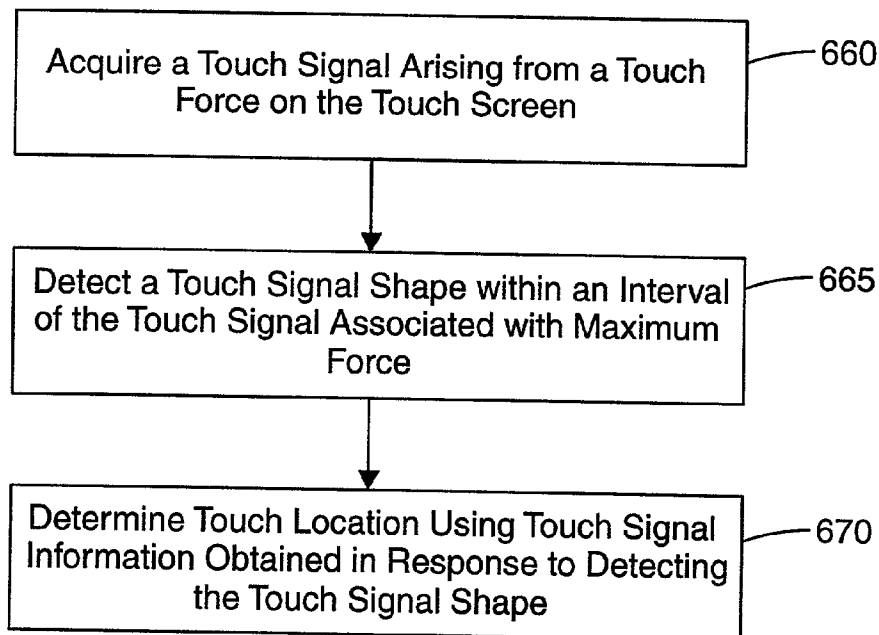 Acquire a Touch Signal Arising from a Touch
Force on the Touch Screen
660
Detect a Touch Signal Shape within an Interval
of the Touch Signal Associated with Maximum
Force
665
Determine Touch Location Using Touch Signal
Information Obtained in Response to Detecting
the Touch Signal Shape
670